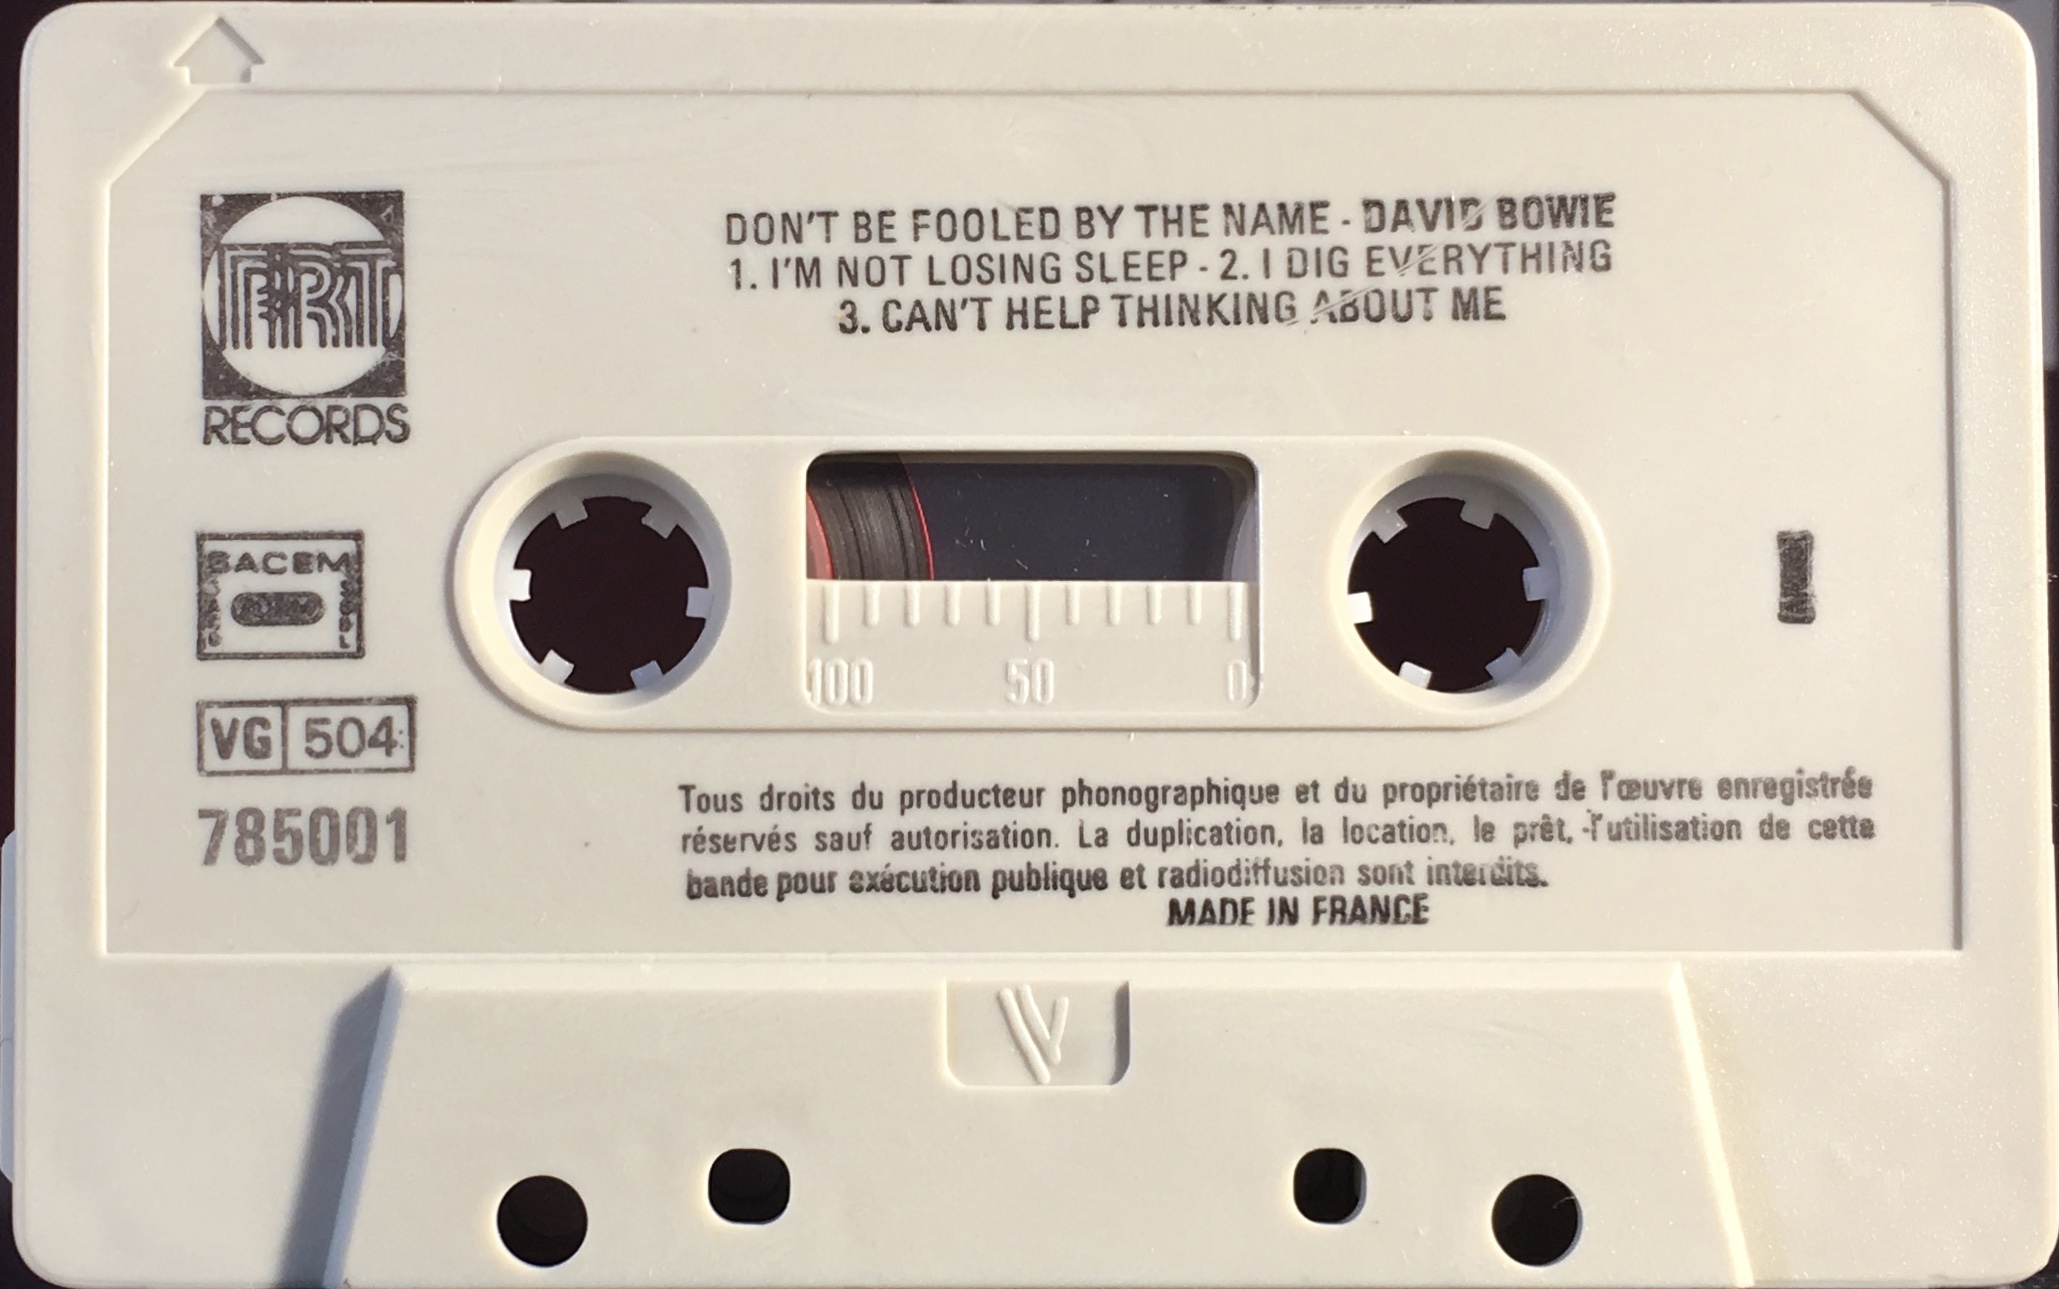 PRT
RECORDS
DON'T BE FOOLED BY THE NAME - DAVID BOWIE
1. I'M NOT LOSING SLEEP - 2. I DIG EVERYTHING
3. CAN'T HELP THINKING ABOUT ME
SACEM
I
VG 504
785001
100 50 0
Tous droits du producteur phonographique et du propriétaire de l'œuvre enregistrée
réservés sauf autorisation. La duplication, la location, le prêt, l'utilisation de cette
bande pour exécution publique et radiodiffusion sont interdits.
MADE IN FRANCE